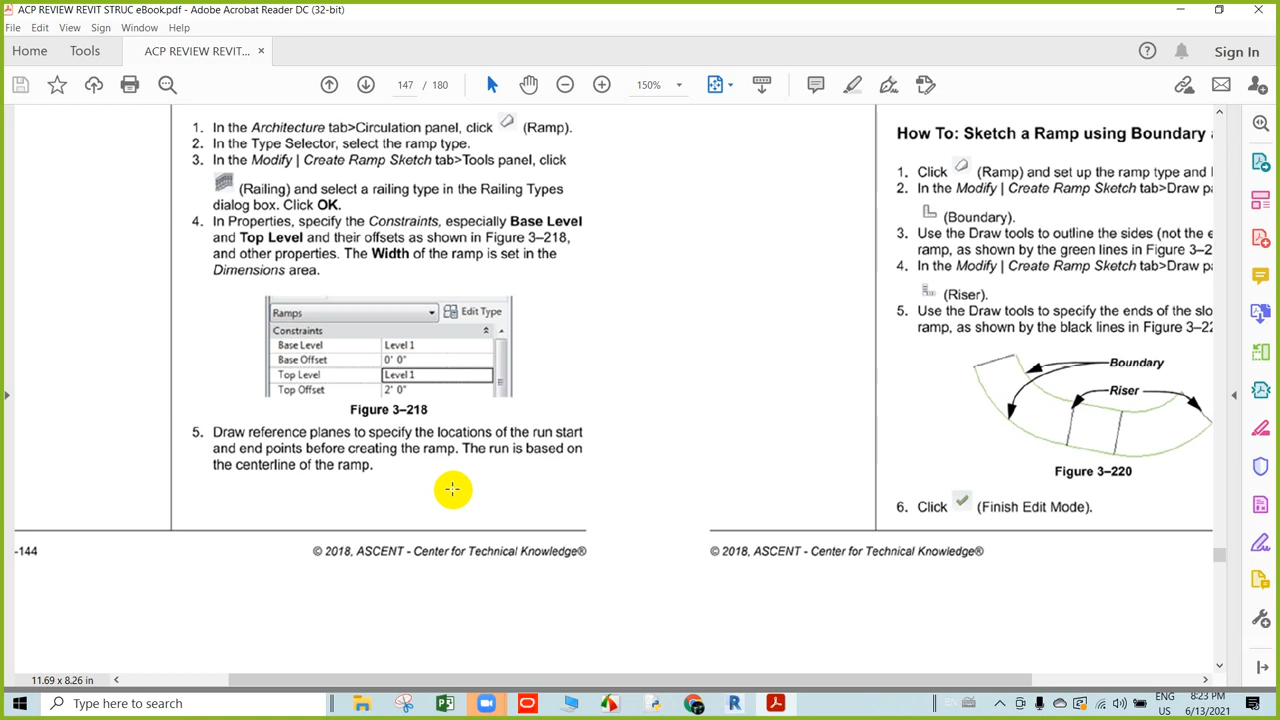 ACP REVIEW REVIT STRUC eBook.pdf - Adobe Acrobat Reader DC (32-bit)
File Edit View Sign Window Help
Home Tools ACP REVIEW REVIT... × Sign In
147 / 180 150%
1. In the Architecture tab>Circulation panel, click (Ramp).
2. In the Type Selector, select the ramp type.
3. In the Modify | Create Ramp Sketch tab>Tools panel, click
(Railing) and select a railing type in the Railing Types
dialog box. Click OK.
4. In Properties, specify the Constraints, especially Base Level
and Top Level and their offsets as shown in Figure 3–218,
and other properties. The Width of the ramp is set in the
Dimensions area.
Ramps Edit Type
Constraints
Base Level Level 1
Base Offset 0' 0"
Top Level Level 1
Top Offset 2' 0"
Figure 3–218
5. Draw reference planes to specify the locations of the run start
and end points before creating the ramp. The run is based on
the centerline of the ramp.
-144 © 2018, ASCENT - Center for Technical Knowledge®
How To: Sketch a Ramp using Boundary
1. Click (Ramp) and set up the ramp type and
2. In the Modify | Create Ramp Sketch tab>Draw
(Boundary).
3. Use the Draw tools to outline the sides (not the
ramp, as shown by the green lines in Figure
4. In the Modify | Create Ramp Sketch tab>Draw
(Riser).
5. Use the Draw tools to specify the ends of the
ramp, as shown by the black lines in Figure
Boundary
Riser
Figure 3–220
6. Click (Finish Edit Mode).
© 2018, ASCENT - Center for Technical Knowledge®
11.69 x 8.26 in
Type here to search
ENG 8:23 PM
US 6/13/2021